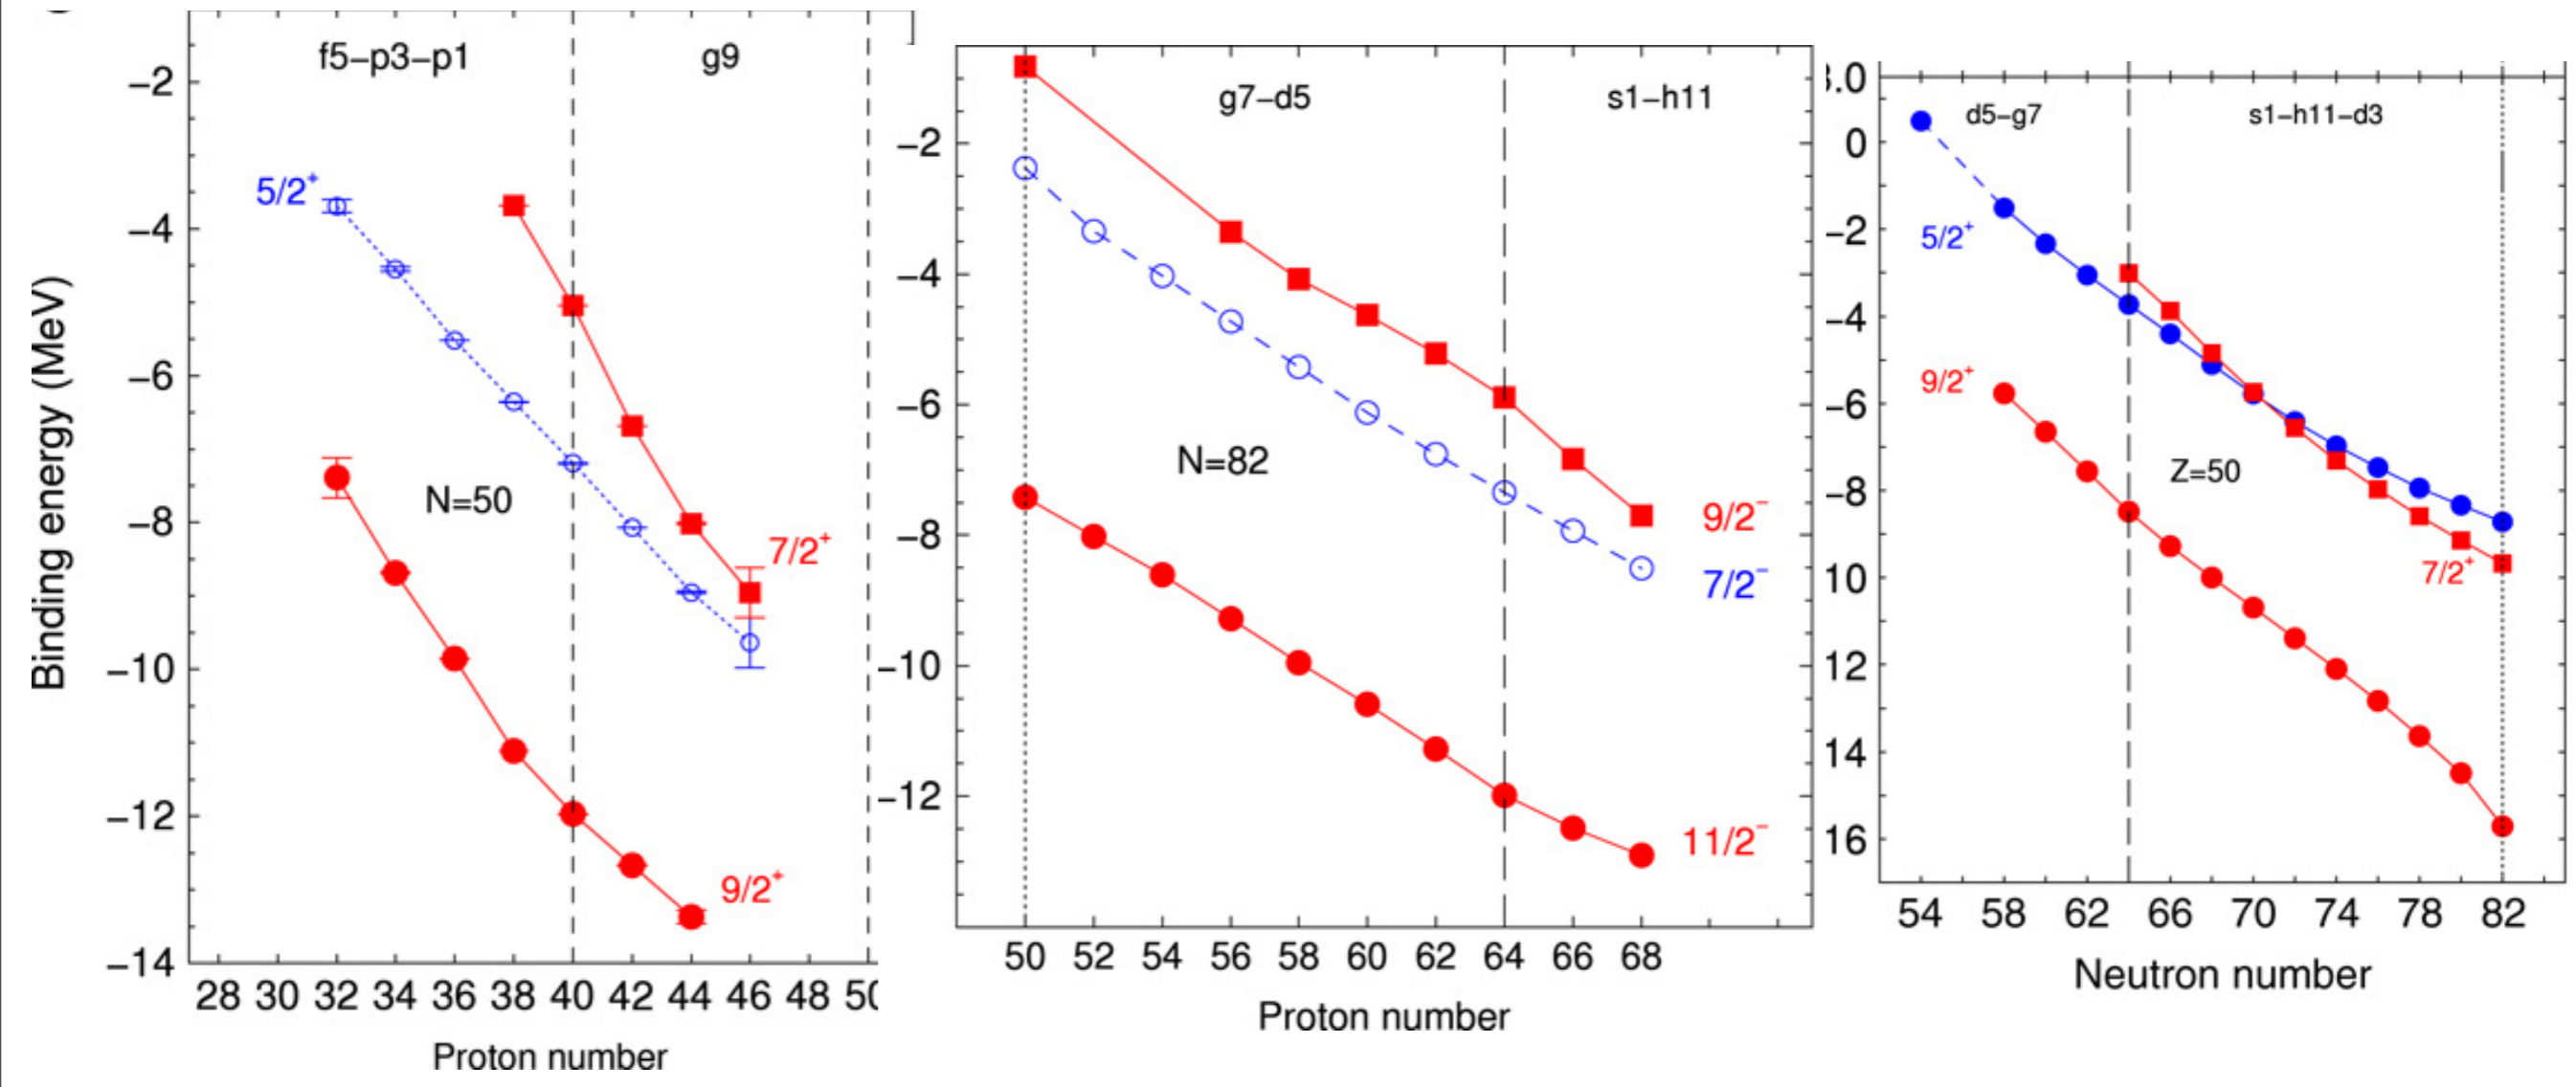 f5−p3−p1
g9
−2
−4
−6
−8
−10
−12
−14
Binding energy (MeV)
5/2+
N=50
7/2+
9/2+
28 30 32 34 36 38 40 42 44 46 48
Proton number
g7−d5
s1−h11
−2
−4
−6
−8
−10
−12
N=82
9/2−
7/2−
11/2−
50 52 54 56 58 60 62 64 66 68
Proton number
.0
0
−2
−4
−6
−8
10
12
14
16
d5−g7
s1−h11−d3
5/2+
9/2+
Z=50
7/2+
54 58 62 66 70 74 78 82
Neutron number